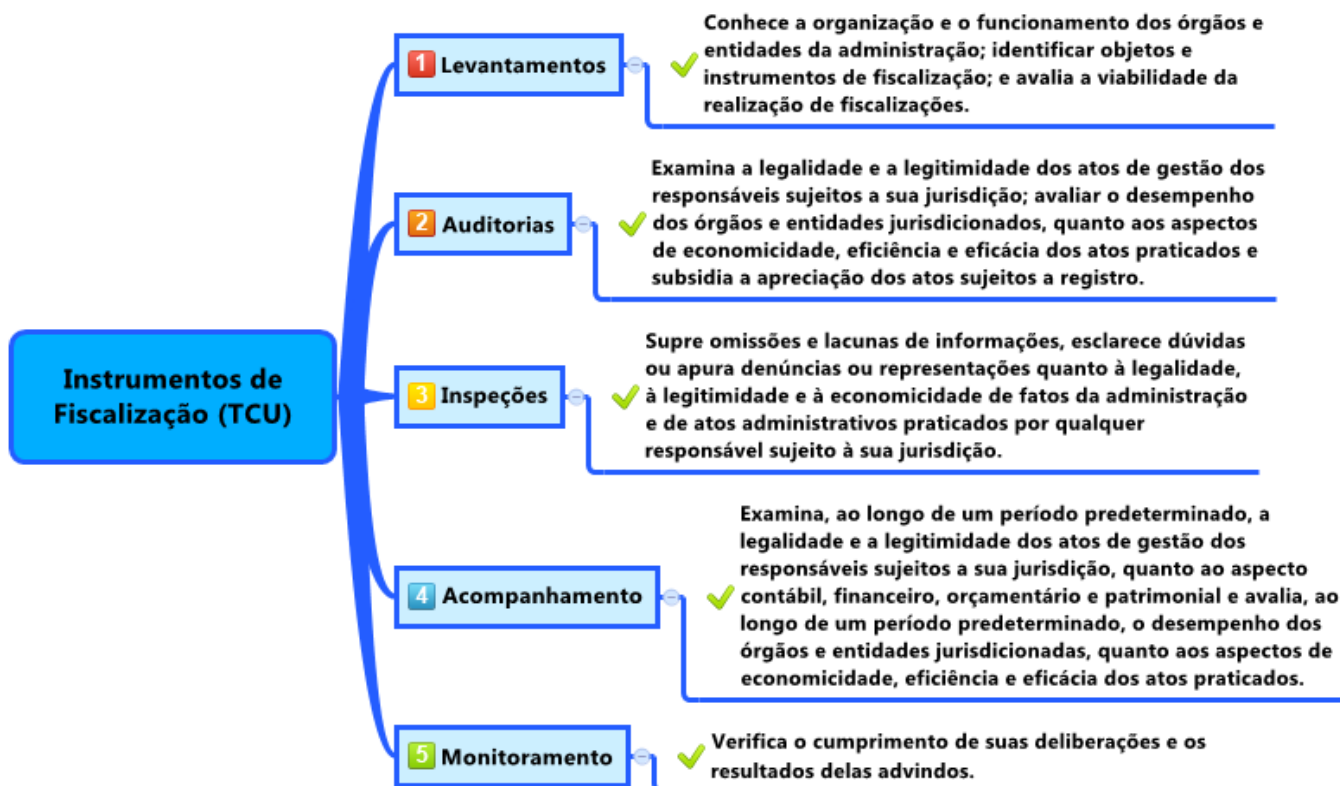 Instrumentos de
Fiscalização (TCU)
1 Levantamentos
Conhece a organização e o funcionamento dos órgãos e
entidades da administração; identificar objetos e
instrumentos de fiscalização; e avalia a viabilidade da
realização de fiscalizações.
2 Auditorias
Examina a legalidade e a legitimidade dos atos de gestão dos
responsáveis sujeitos a sua jurisdição; avaliar o desempenho
dos órgãos e entidades jurisdicionados, quanto aos aspectos
de economicidade, eficiência e eficácia dos atos praticados e
subsidia a apreciação dos atos sujeitos a registro.
3 Inspeções
Supre omissões e lacunas de informações, esclarece dúvidas
ou apura denúncias ou representações quanto à legalidade,
à legitimidade e à economicidade de fatos da administração
e de atos administrativos praticados por qualquer
responsável sujeito à sua jurisdição.
4 Acompanhamento
Examina, ao longo de um período predeterminado, a
legalidade e a legitimidade dos atos de gestão dos
responsáveis sujeitos a sua jurisdição, quanto ao aspecto
contábil, financeiro, orçamentário e patrimonial e avalia, ao
longo de um período predeterminado, o desempenho dos
órgãos e entidades jurisdicionadas, quanto aos aspectos de
economicidade, eficiência e eficácia dos atos praticados.
5 Monitoramento
Verifica o cumprimento de suas deliberações e os
resultados delas advindos.